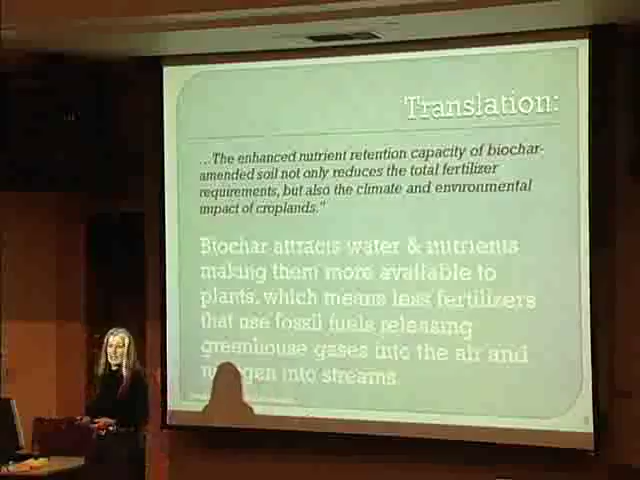 Translation:
...The enhanced nutrient retention capacity of biochar-
amended soil not only reduces the total fertilizer
requirements, but also the climate and environmental
impact of croplands."
Biochar attracts water & nutrients
making them more available to
plants, which means less fertilizers
that use fossil fuels releasing
greenhouse gases into the air and
into streams.